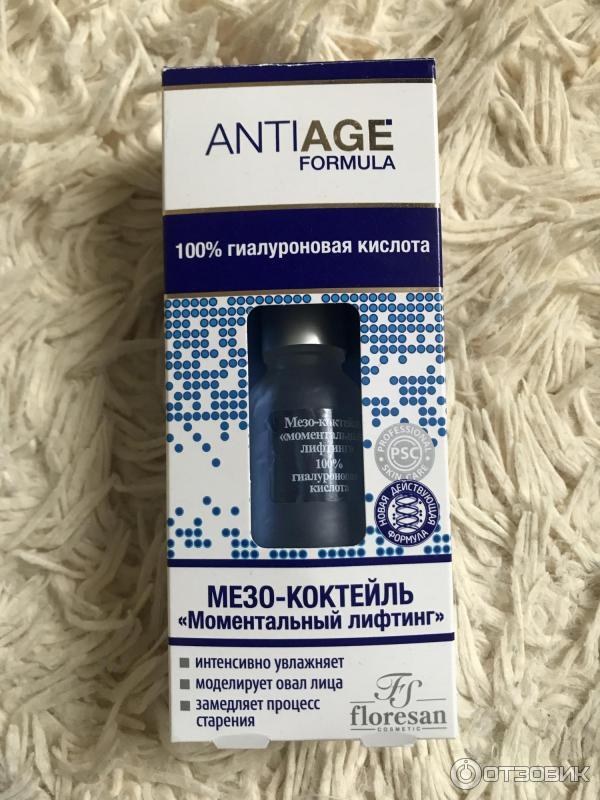 ANTIAGE
FORMULA
100% гиалуроновая кислота
Мезо-коктейль
«моментальный
лифтинг»
100%
гиалуроновая
кислота
PROFESSIONAL
PSC
SKIN CARE
НОВАЯ ДЕЙСТВУЮЩАЯ
ФОРМУЛА
МЕЗО-КОКТЕЙЛЬ
«Моментальный лифтинг»
интенсивно увлажняет
моделирует овал лица
замедляет процесс
старения
FS
floresan
COSMETIC
ОТЗОВИК